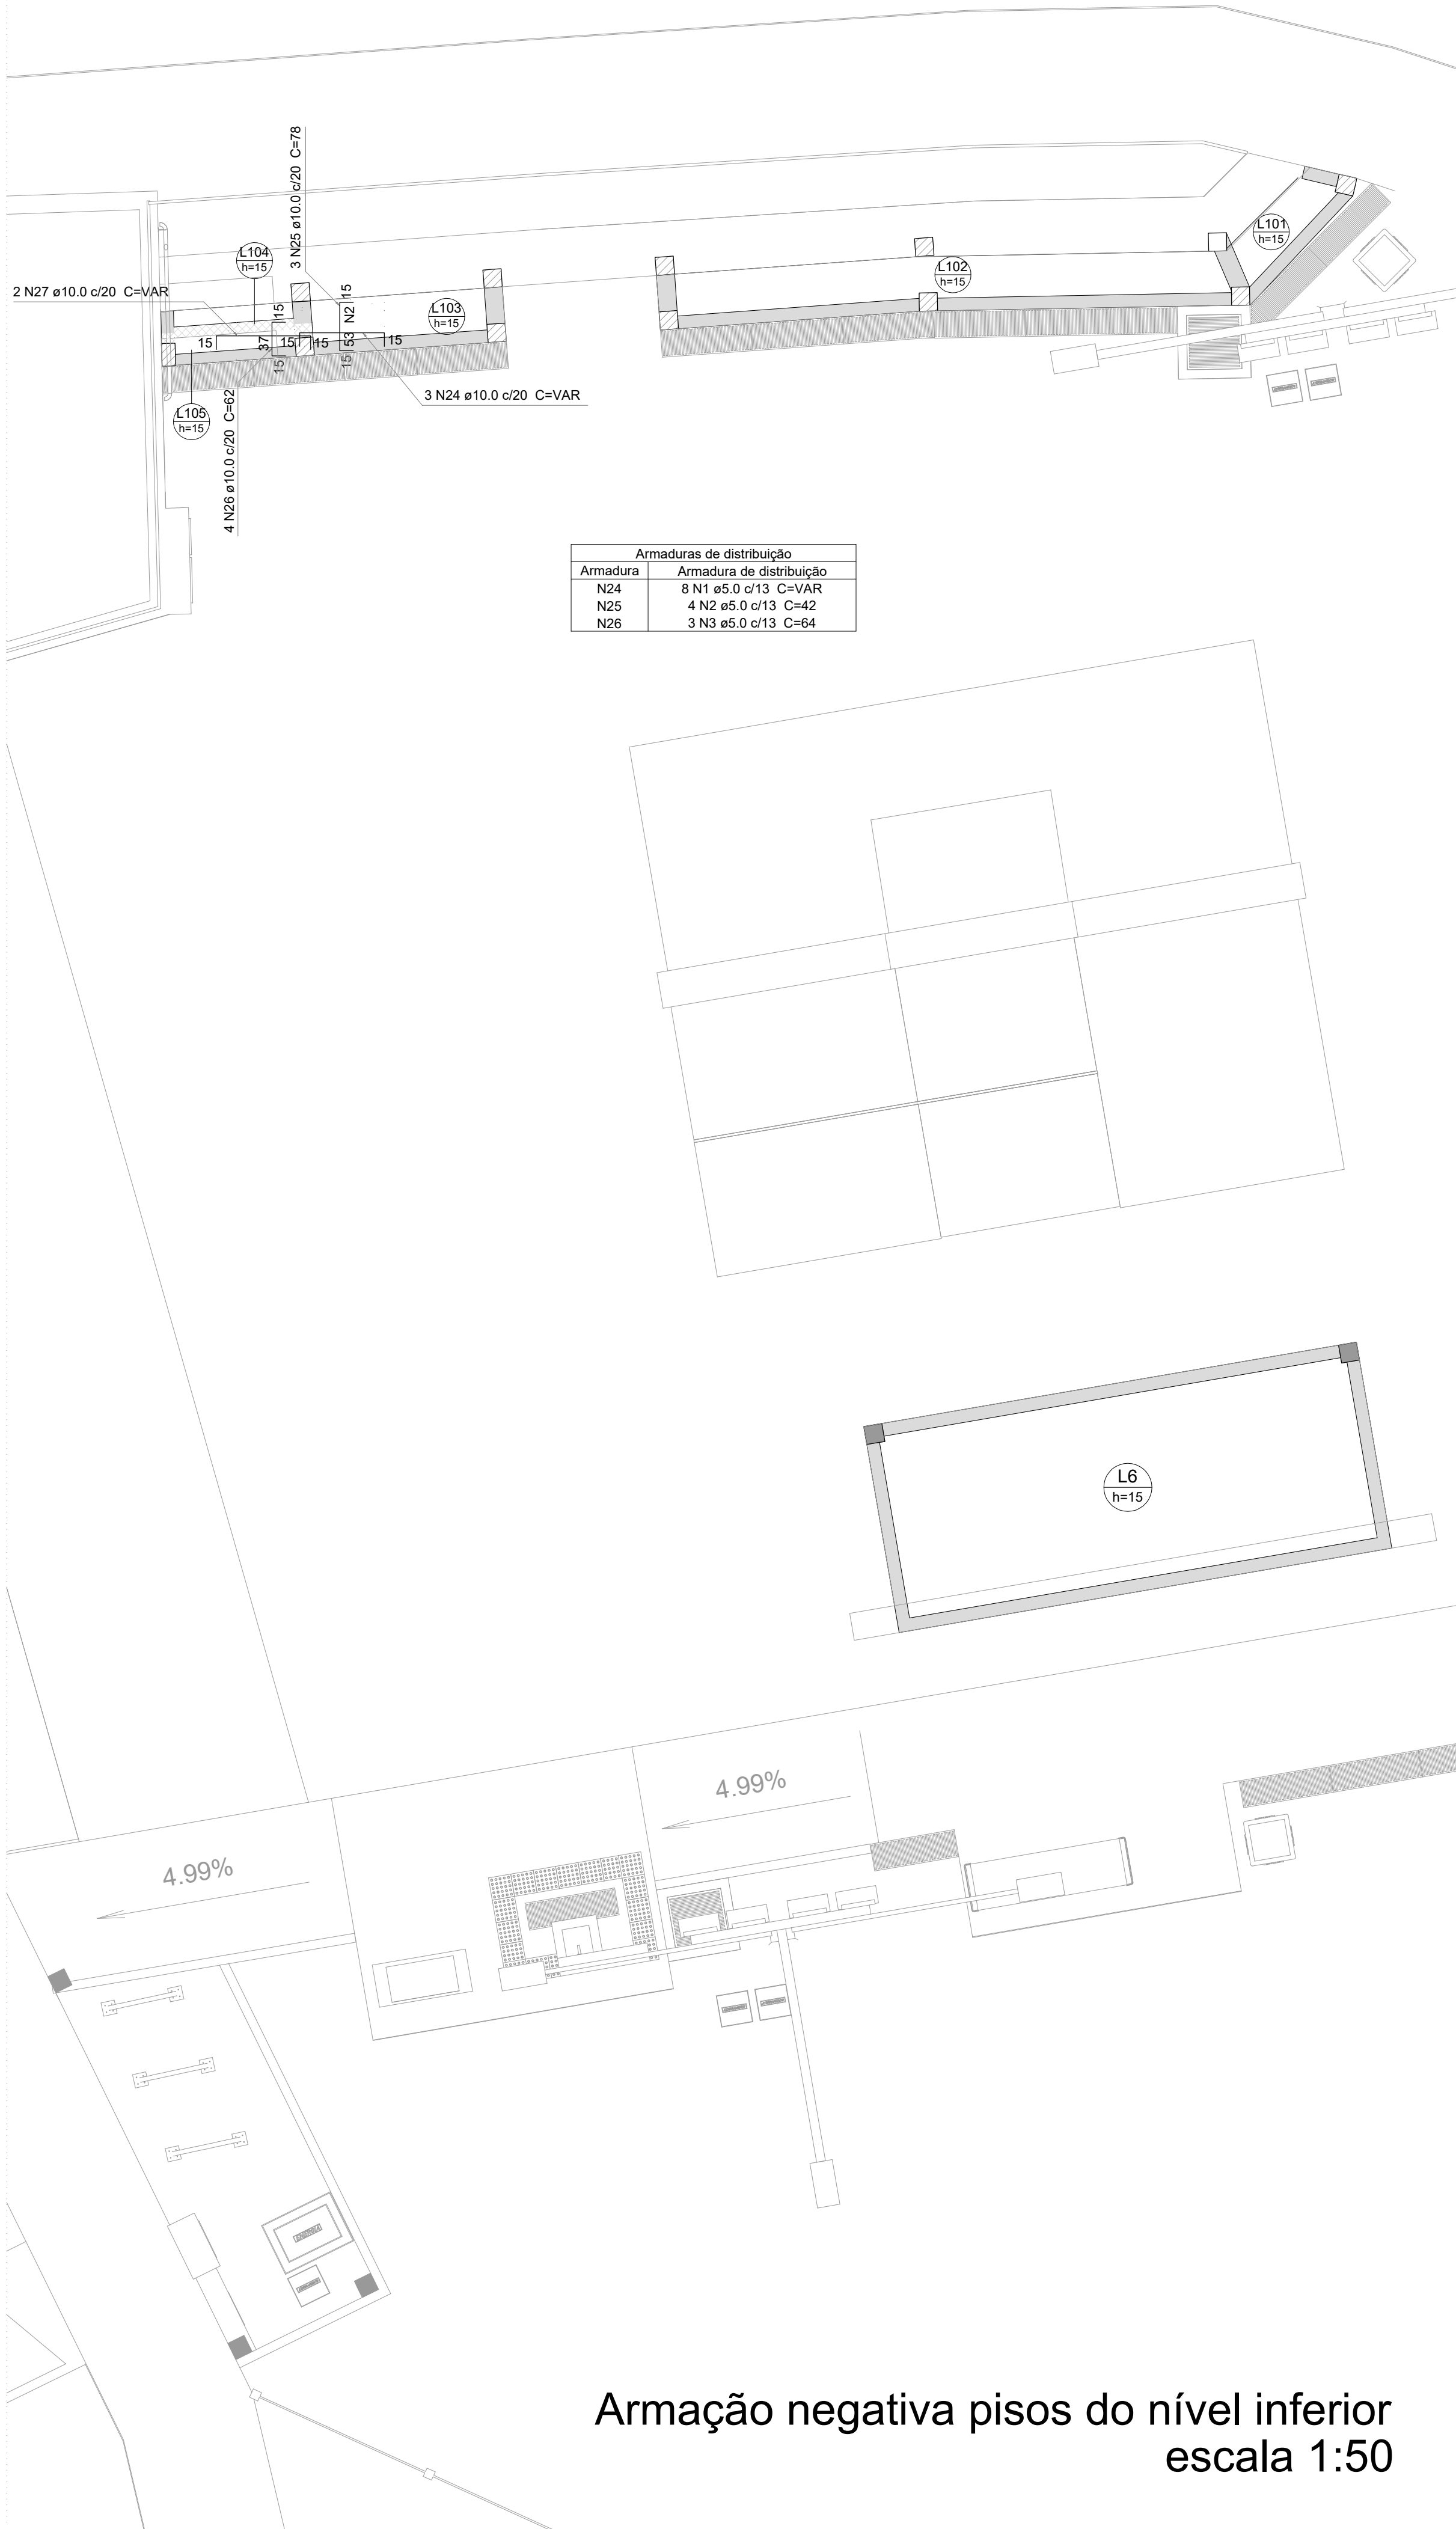 3 N25 ø10.0 c/20  C=78
L101
h=15
L104
h=15
L102
h=15
2 N27 ø10.0 c/20  C=VAR
15
N2
53
15
15
37
15
L103
h=15
15
15
15
15
3 N24 ø10.0 c/20  C=VAR
L105
h=15
4 N26 ø10.0 c/20  C=62
Armaduras de distribuição
Armadura Armadura de distribuição
N24 8 N1 ø5.0 c/13  C=VAR
N25 4 N2 ø5.0 c/13  C=42
N26 3 N3 ø5.0 c/13  C=64
L6
h=15
4.99%
4.99%
Armação negativa pisos do nível inferior
escala 1:50